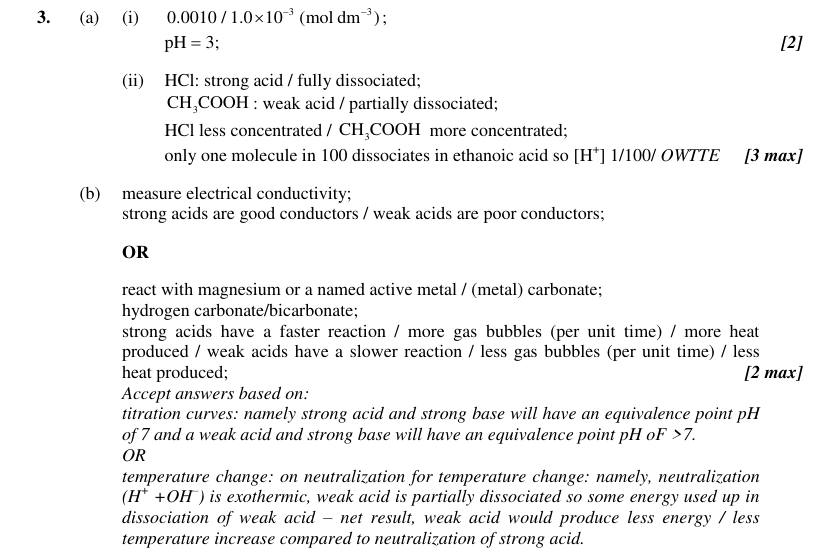 3. (a) (i) 0.0010 / 1.0×10⁻³ (mol dm⁻³);
pH = 3; [2]
(ii) HCl: strong acid / fully dissociated;
CH₃COOH : weak acid / partially dissociated;
HCl less concentrated / CH₃COOH more concentrated;
only one molecule in 100 dissociates in ethanoic acid so [H⁺] 1/100/ OWTTE [3 max]
(b) measure electrical conductivity;
strong acids are good conductors / weak acids are poor conductors;
OR
react with magnesium or a named active metal / (metal) carbonate;
hydrogen carbonate/bicarbonate;
strong acids have a faster reaction / more gas bubbles (per unit time) / more heat
produced / weak acids have a slower reaction / less gas bubbles (per unit time) / less
heat produced; [2 max]
Accept answers based on:
titration curves: namely strong acid and strong base will have an equivalence point pH
of 7 and a weak acid and strong base will have an equivalence point pH oF >7.
OR
temperature change: on neutralization for temperature change: namely, neutralization
(H⁺ +OH⁻) is exothermic, weak acid is partially dissociated so some energy used up in
dissociation of weak acid – net result, weak acid would produce less energy / less
temperature increase compared to neutralization of strong acid.